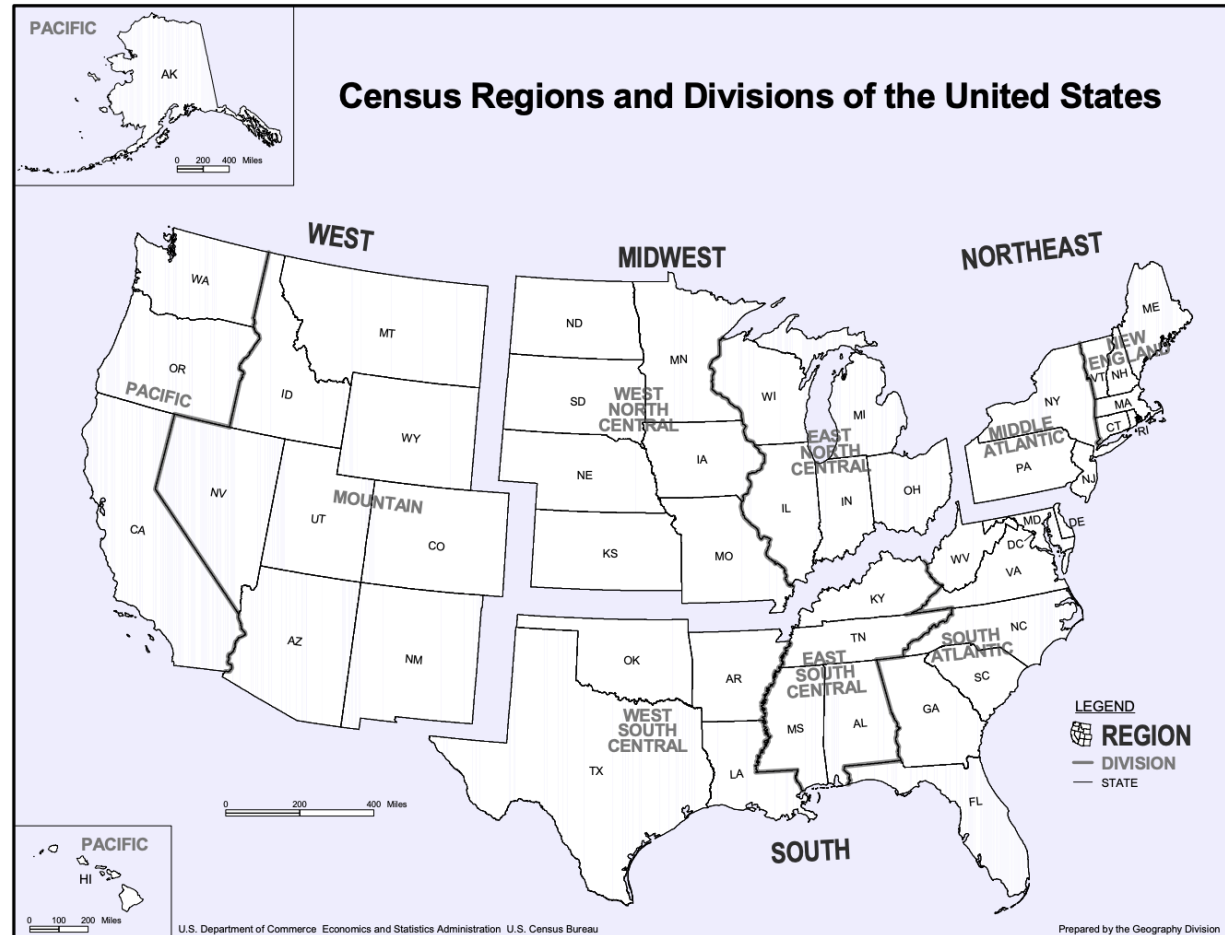 PACIFIC
AK
0 200 400 Miles
Census Regions and Divisions of the United States
WEST
MIDWEST
NORTHEAST
WA
MT
OR
PACIFIC
ID
WY
NV
MOUNTAIN
UT
CO
CA
AZ
NM
ND
MN
SD
WEST
NORTH
CENTRAL
NE
IA
KS
MO
WI
MI
EAST
NORTH
CENTRAL
IL
IN
OH
ME
NEW
ENGLAND
VT
NH
NY
MA
CT
RI
MIDDLE
ATLANTIC
PA
NJ
MD
DE
DC
WV
VA
KY
TN
NC
SOUTH
ATLANTIC
SC
EAST
SOUTH
CENTRAL
OK
AR
WEST
SOUTH
CENTRAL
MS
AL
GA
TX
LA
FL
SOUTH
LEGEND
REGION
DIVISION
STATE
0 200 400 Miles
PACIFIC
HI
0 100 200 Miles
U.S. Department of Commerce Economics and Statistics Administration U.S. Census Bureau
Prepared by the Geography Division